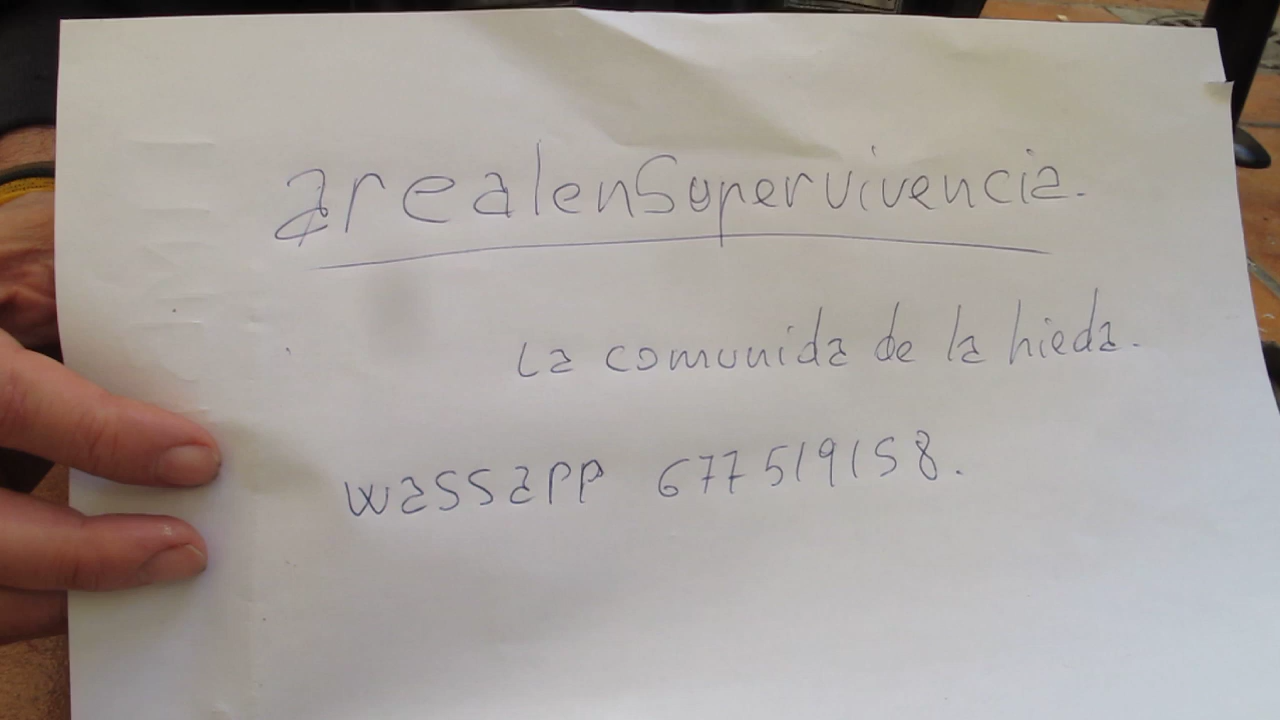 arealensupervivencia.
La comunida de la hieda.
wassapp 677519158.